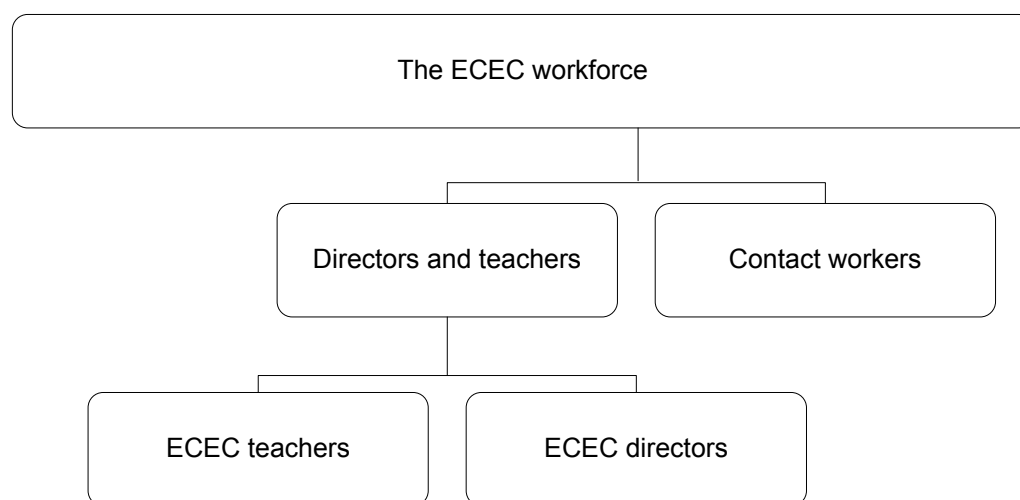 The ECEC workforce
Directors and teachers
Contact workers
ECEC teachers
ECEC directors